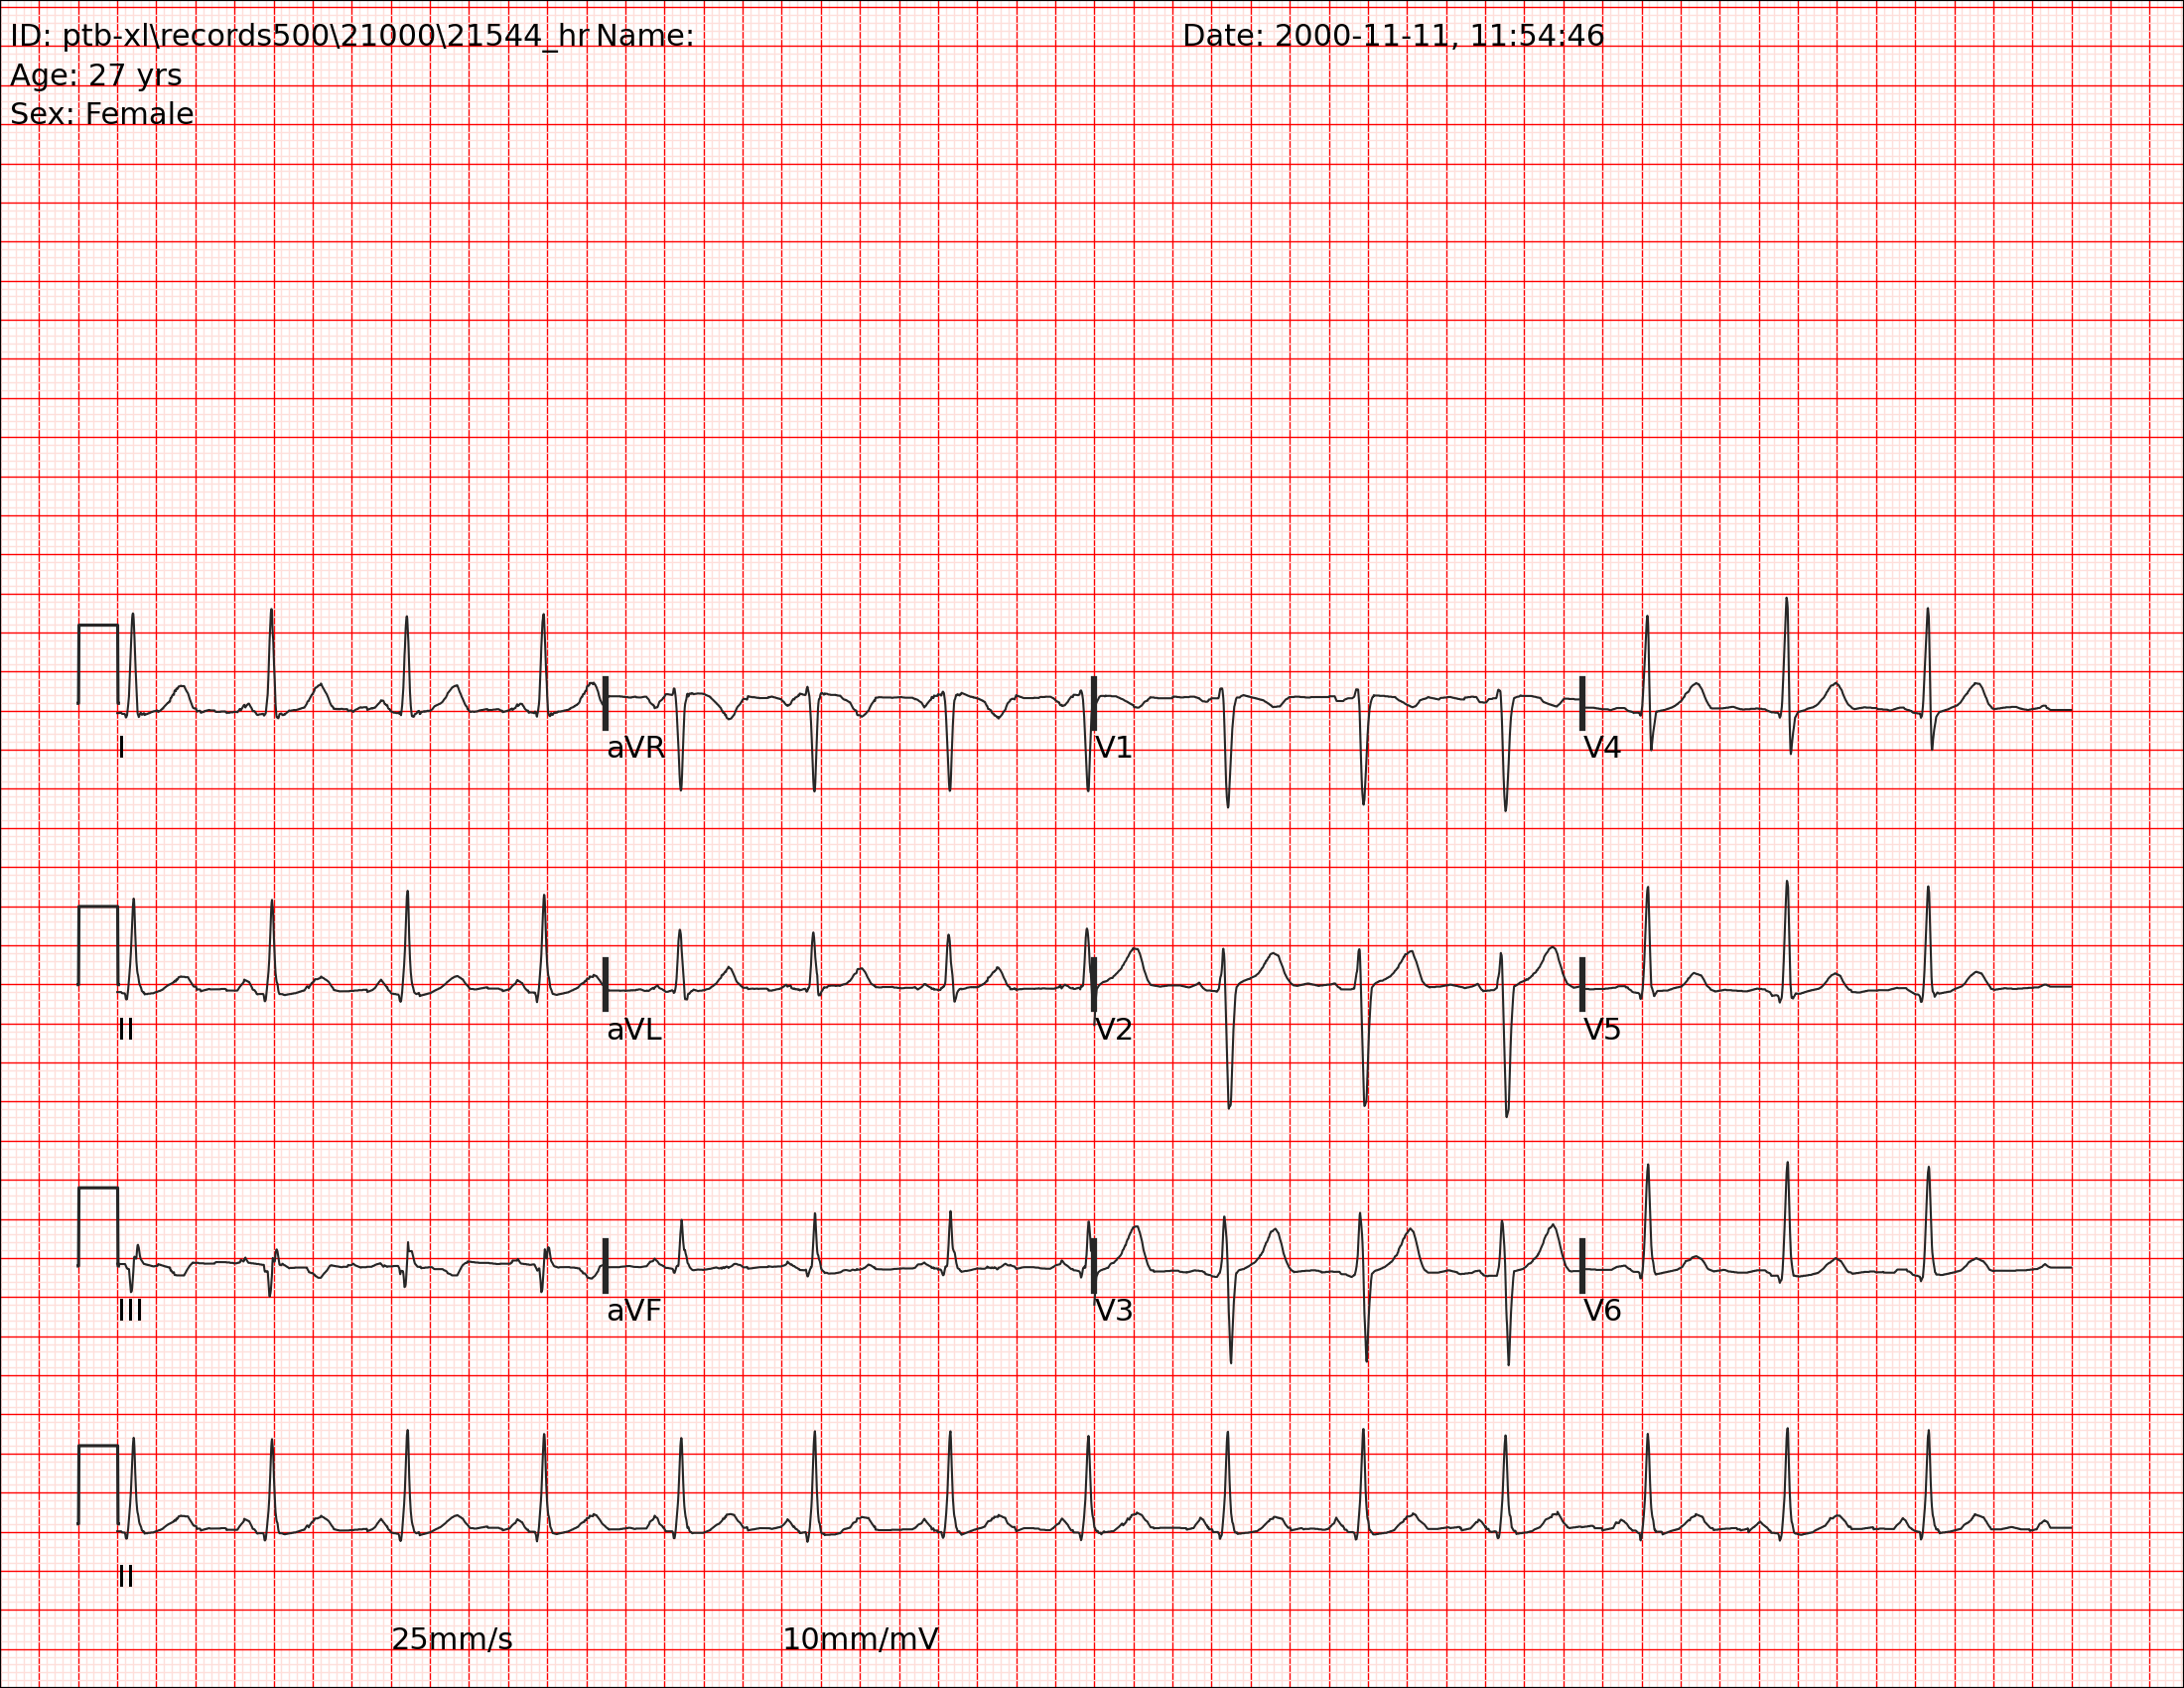 ID: ptb-xl\records500\21000\21544_hr Name: Date: 2000-11-11, 11:54:46
Age: 27 yrs
Sex: Female
I aVR V1 V4
II aVL V2 V5
III aVF V3 V6
II
25mm/s 10mm/mV